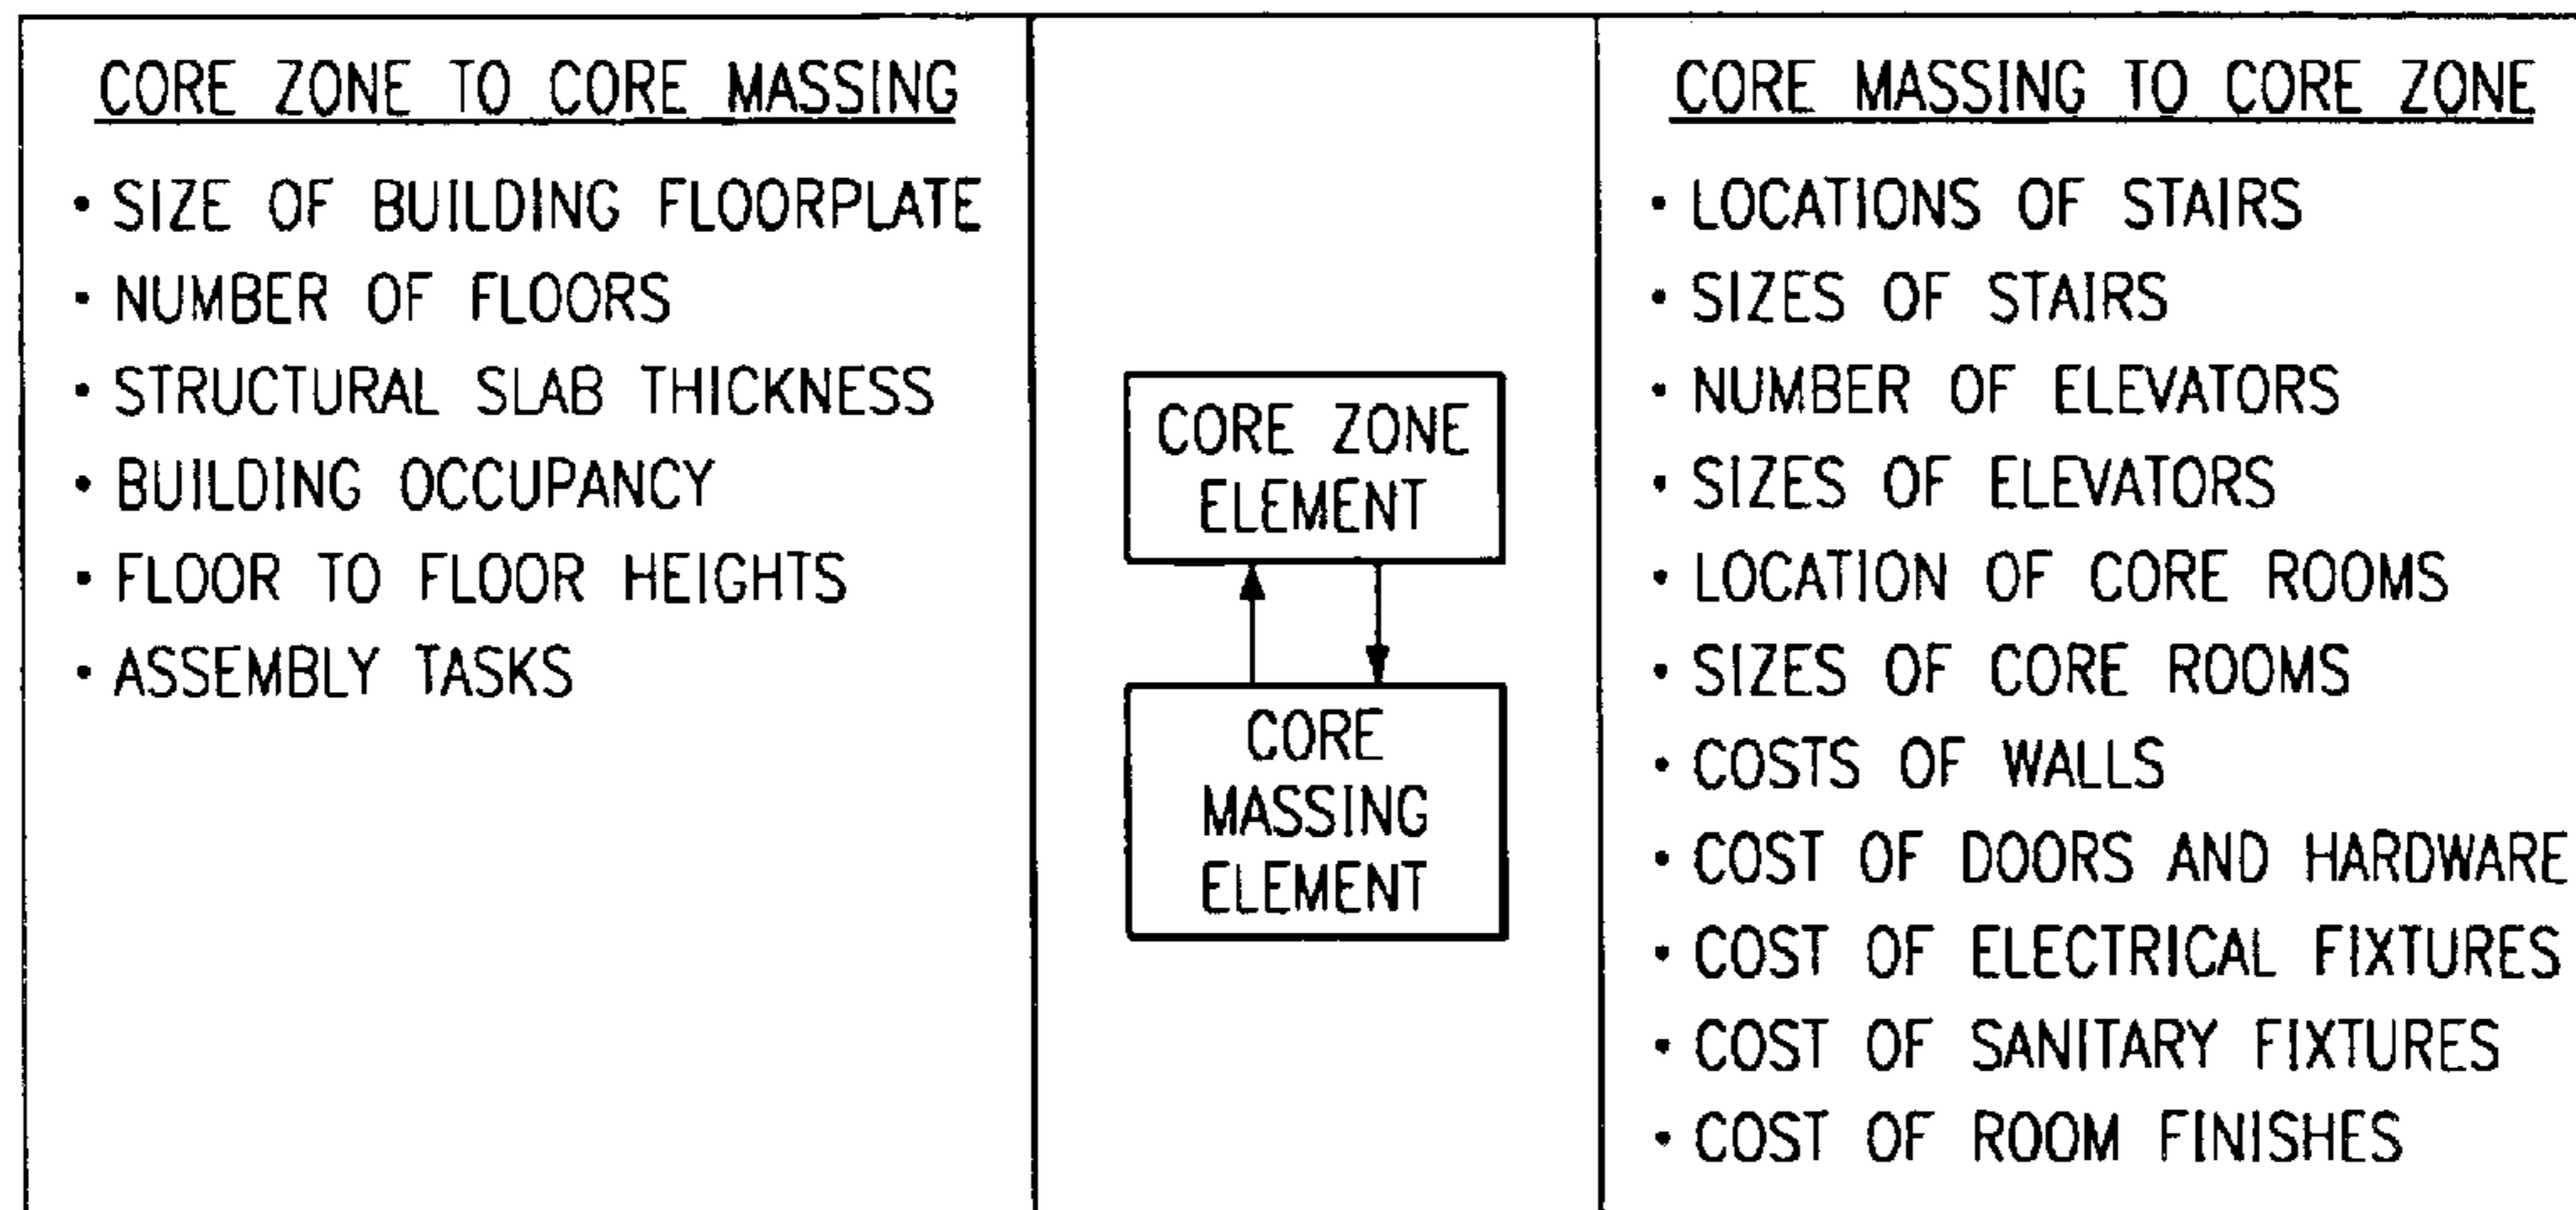 CORE ZONE TO CORE MASSING
• SIZE OF BUILDING FLOORPLATE
• NUMBER OF FLOORS
• STRUCTURAL SLAB THICKNESS
• BUILDING OCCUPANCY
• FLOOR TO FLOOR HEIGHTS
• ASSEMBLY TASKS
CORE ZONE
ELEMENT
CORE
MASSING
ELEMENT
CORE MASSING TO CORE ZONE
• LOCATIONS OF STAIRS
• SIZES OF STAIRS
• NUMBER OF ELEVATORS
• SIZES OF ELEVATORS
• LOCATION OF CORE ROOMS
• SIZES OF CORE ROOMS
• COSTS OF WALLS
• COST OF DOORS AND HARDWARE
• COST OF ELECTRICAL FIXTURES
• COST OF SANITARY FIXTURES
• COST OF ROOM FINISHES